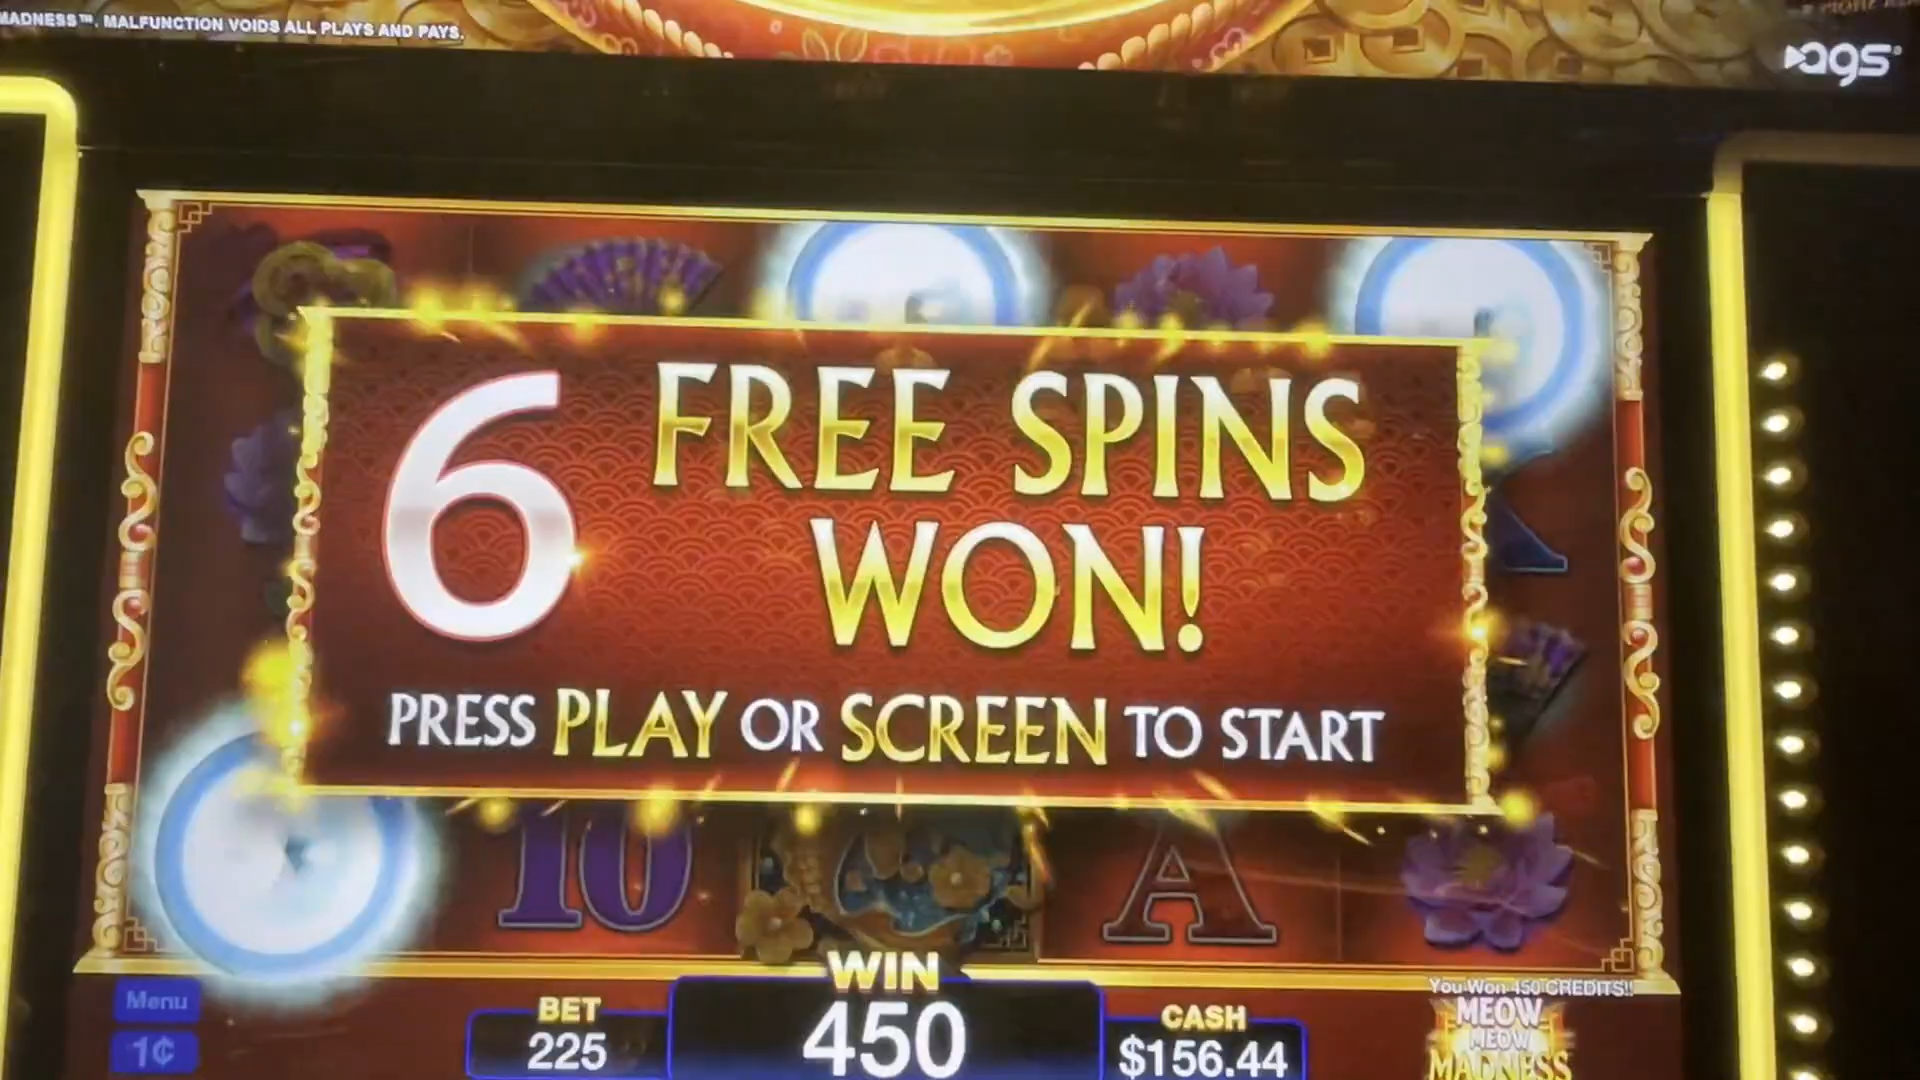 MADNESS™. MALFUNCTION VOIDS ALL PLAYS AND PAYS.
ags
6 FREE SPINS
WON!
PRESS PLAY OR SCREEN TO START
10
A
Menu
1¢
BET
225
WIN
450
CASH
$156.44
You Won 450 CREDITS!!
MEOW
MEOW
MADNESS